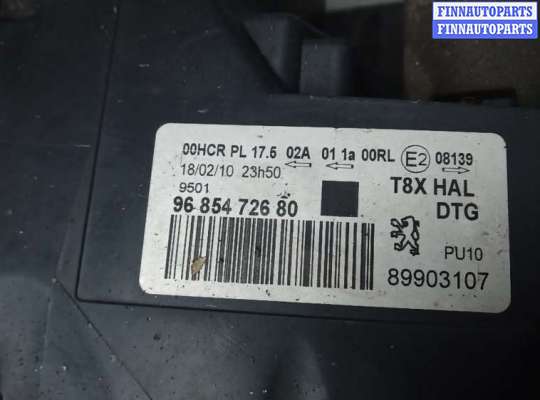 FINNAUTOPARTS
FINNAUTOPARTS
00HCR PL 17.5 02A 01 1a 00RL E2 08139
18/02/10 23h50
9501
T8X HAL
96 854 726 80
DTG
PU10
89903107